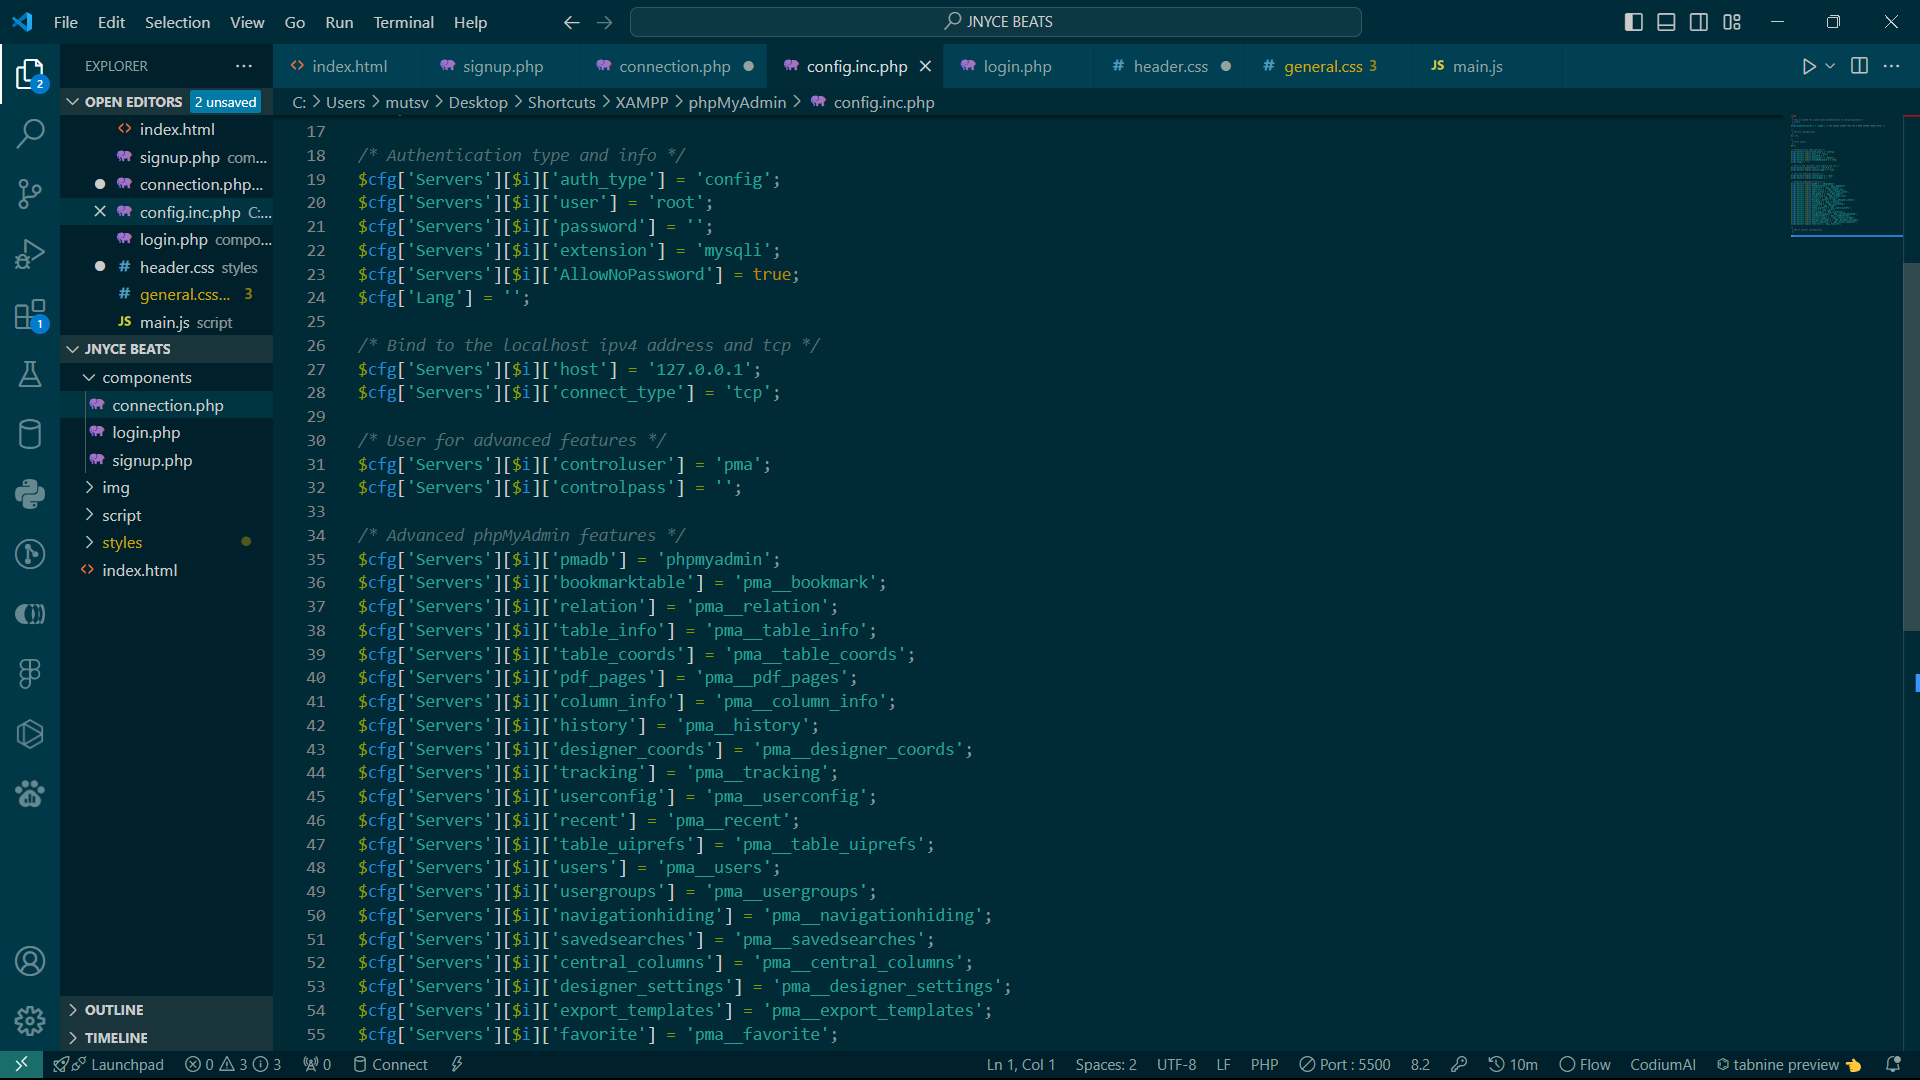 File Edit Selection View Go Run Terminal Help JNYCE BEATS
EXPLORER
index.html signup.php connection.php config.inc.php login.php header.css general.css 3 main.js
OPEN EDITORS 2 unsaved
index.html
signup.php com...
connection.php...
config.inc.php C:...
login.php compo...
header.css styles
general.css... 3
main.js script
JNYCE BEATS
components
connection.php
login.php
signup.php
img
script
styles
index.html
OUTLINE
TIMELINE
2
1
C: > Users > mutsv > Desktop > Shortcuts > XAMPP > phpMyAdmin > config.inc.php
17
18 /* Authentication type and info */
19 $cfg['Servers'][$i]['auth_type'] = 'config';
20 $cfg['Servers'][$i]['user'] = 'root';
21 $cfg['Servers'][$i]['password'] = '';
22 $cfg['Servers'][$i]['extension'] = 'mysqli';
23 $cfg['Servers'][$i]['AllowNoPassword'] = true;
24 $cfg['Lang'] = '';
25
26 /* Bind to the localhost ipv4 address and tcp */
27 $cfg['Servers'][$i]['host'] = '127.0.0.1';
28 $cfg['Servers'][$i]['connect_type'] = 'tcp';
29
30 /* User for advanced features */
31 $cfg['Servers'][$i]['controluser'] = 'pma';
32 $cfg['Servers'][$i]['controlpass'] = '';
33
34 /* Advanced phpMyAdmin features */
35 $cfg['Servers'][$i]['pmadb'] = 'phpmyadmin';
36 $cfg['Servers'][$i]['bookmarktable'] = 'pma__bookmark';
37 $cfg['Servers'][$i]['relation'] = 'pma__relation';
38 $cfg['Servers'][$i]['table_info'] = 'pma__table_info';
39 $cfg['Servers'][$i]['table_coords'] = 'pma__table_coords';
40 $cfg['Servers'][$i]['pdf_pages'] = 'pma__pdf_pages';
41 $cfg['Servers'][$i]['column_info'] = 'pma__column_info';
42 $cfg['Servers'][$i]['history'] = 'pma__history';
43 $cfg['Servers'][$i]['designer_coords'] = 'pma__designer_coords';
44 $cfg['Servers'][$i]['tracking'] = 'pma__tracking';
45 $cfg['Servers'][$i]['userconfig'] = 'pma__userconfig';
46 $cfg['Servers'][$i]['recent'] = 'pma__recent';
47 $cfg['Servers'][$i]['table_uiprefs'] = 'pma__table_uiprefs';
48 $cfg['Servers'][$i]['users'] = 'pma__users';
49 $cfg['Servers'][$i]['usergroups'] = 'pma__usergroups';
50 $cfg['Servers'][$i]['navigationhiding'] = 'pma__navigationhiding';
51 $cfg['Servers'][$i]['savedsearches'] = 'pma__savedsearches';
52 $cfg['Servers'][$i]['central_columns'] = 'pma__central_columns';
53 $cfg['Servers'][$i]['designer_settings'] = 'pma__designer_settings';
54 $cfg['Servers'][$i]['export_templates'] = 'pma__export_templates';
55 $cfg['Servers'][$i]['favorite'] = 'pma__favorite';
Launchpad 0 3 3 0 Connect Ln 1, Col 1 Spaces: 2 UTF-8 LF PHP Port : 5500 8.2 10m Flow CodiumAI tabnine preview